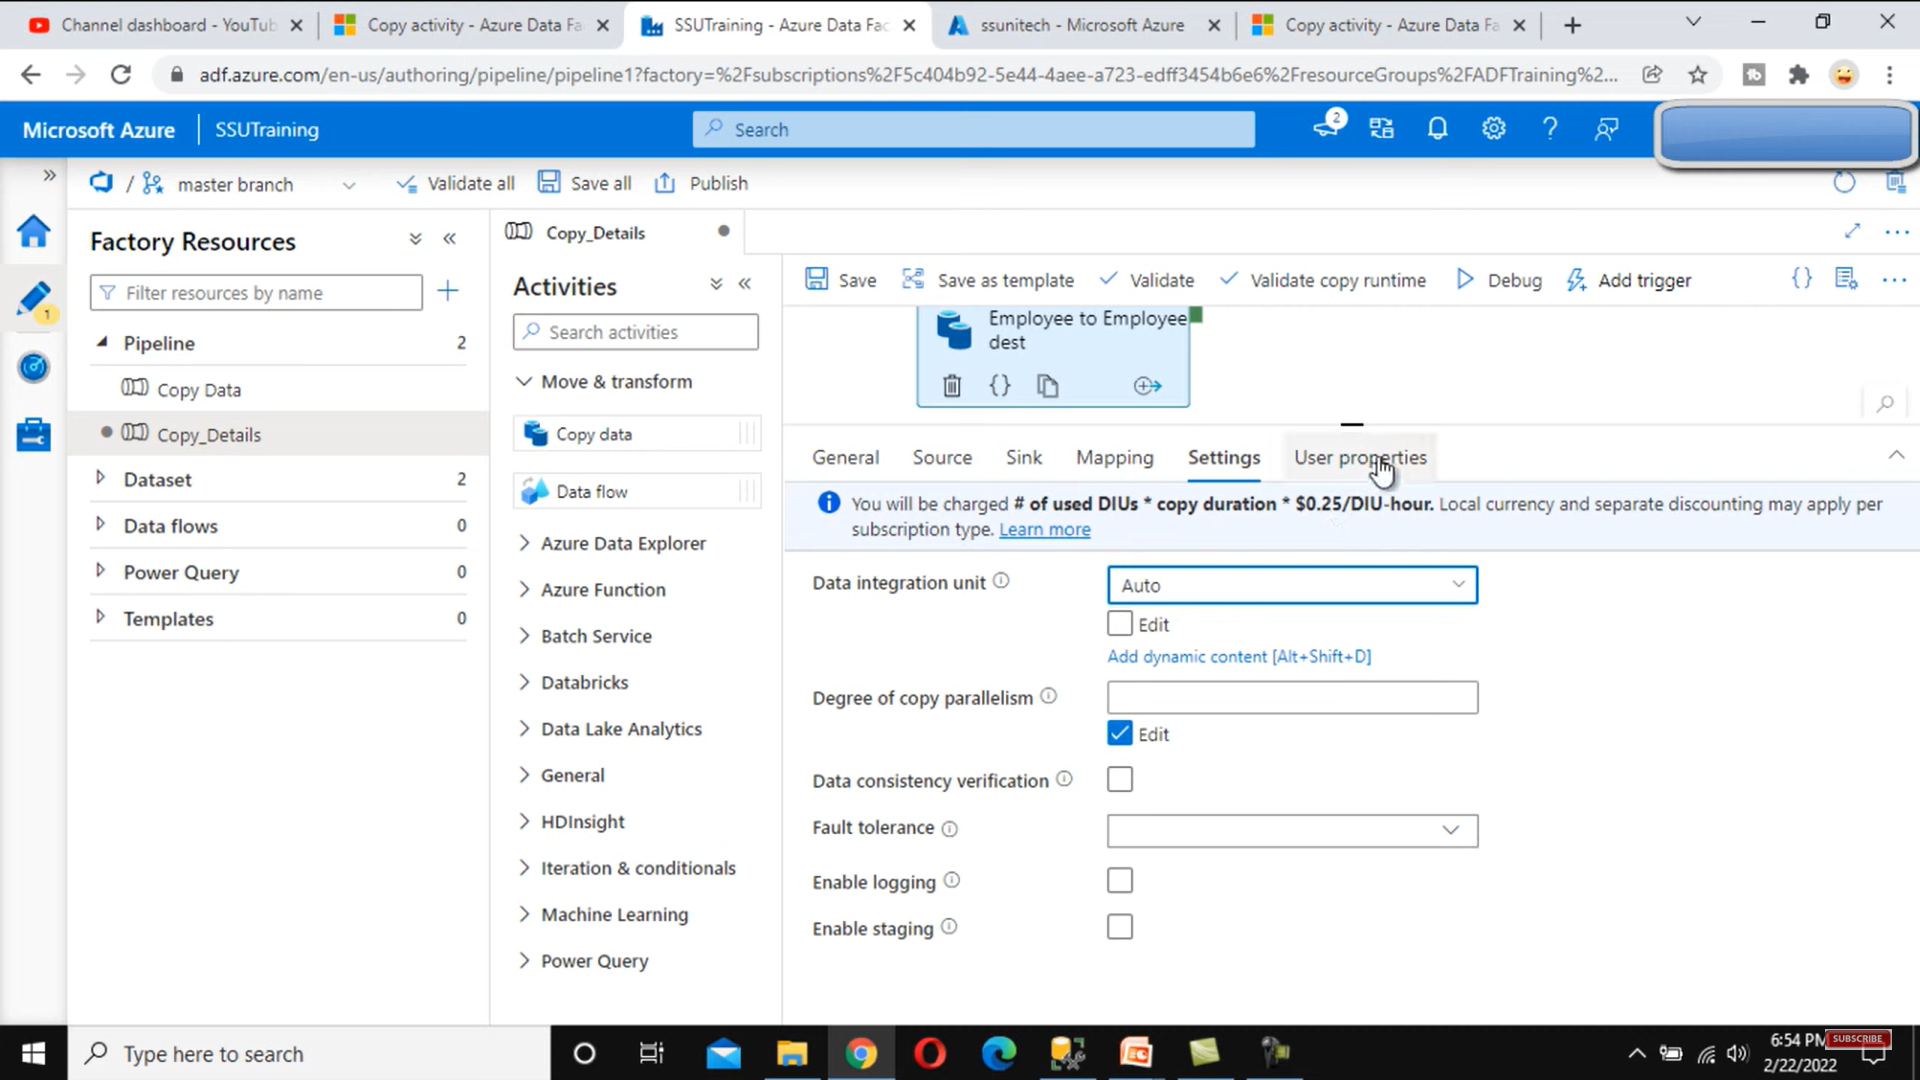 Channel dashboard - YouTub
Copy activity - Azure Data Fa
SSUTraining - Azure Data Fac
ssunitech - Microsoft Azure
Copy activity - Azure Data Fa
adf.azure.com/en-us/authoring/pipeline/pipeline1?factory=%2Fsubscriptions%2F5c404b92-5e44-4aee-a723-edff3454b6e6%2FresourceGroups%2FADFTraining%2...
Microsoft Azure
SSUTraining
Search
2
/ master branch
Validate all
Save all
Publish
Factory Resources
Filter resources by name
1
Pipeline 2
Copy Data
Copy_Details
Dataset 2
Data flows 0
Power Query 0
Templates 0
Copy_Details
Activities
Search activities
Move & transform
Copy data
Data flow
Azure Data Explorer
Azure Function
Batch Service
Databricks
Data Lake Analytics
General
HDInsight
Iteration & conditionals
Machine Learning
Power Query
Save
Save as template
Validate
Validate copy runtime
Debug
Add trigger
Employee to Employee
dest
General
Source
Sink
Mapping
Settings
User properties
You will be charged # of used DIUs * copy duration * $0.25/DIU-hour. Local currency and separate discounting may apply per
subscription type. Learn more
Data integration unit
Auto
Edit
Add dynamic content [Alt+Shift+D]
Degree of copy parallelism
Edit
Data consistency verification
Fault tolerance
Enable logging
Enable staging
Type here to search
6:54 PM
2/22/2022
SUBSCRIBE